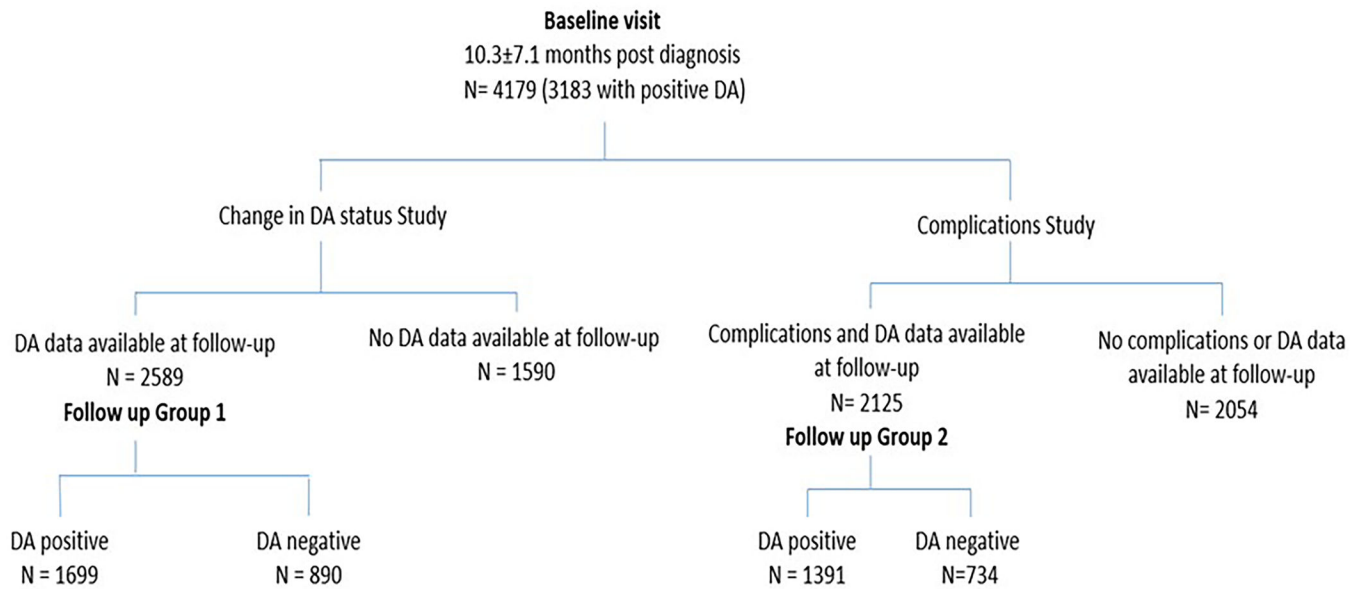 Baseline visit
10.3±7.1 months post diagnosis
N= 4179 (3183 with positive DA)
Change in DA status Study
Complications Study
DA data available at follow-up
N = 2589
Follow up Group 1
No DA data available at follow-up
N = 1590
Complications and DA data available
at follow-up
N= 2125
Follow up Group 2
No complications or DA data
available at follow-up
N= 2054
DA positive
N = 1699
DA negative
N = 890
DA positive
N = 1391
DA negative
N=734